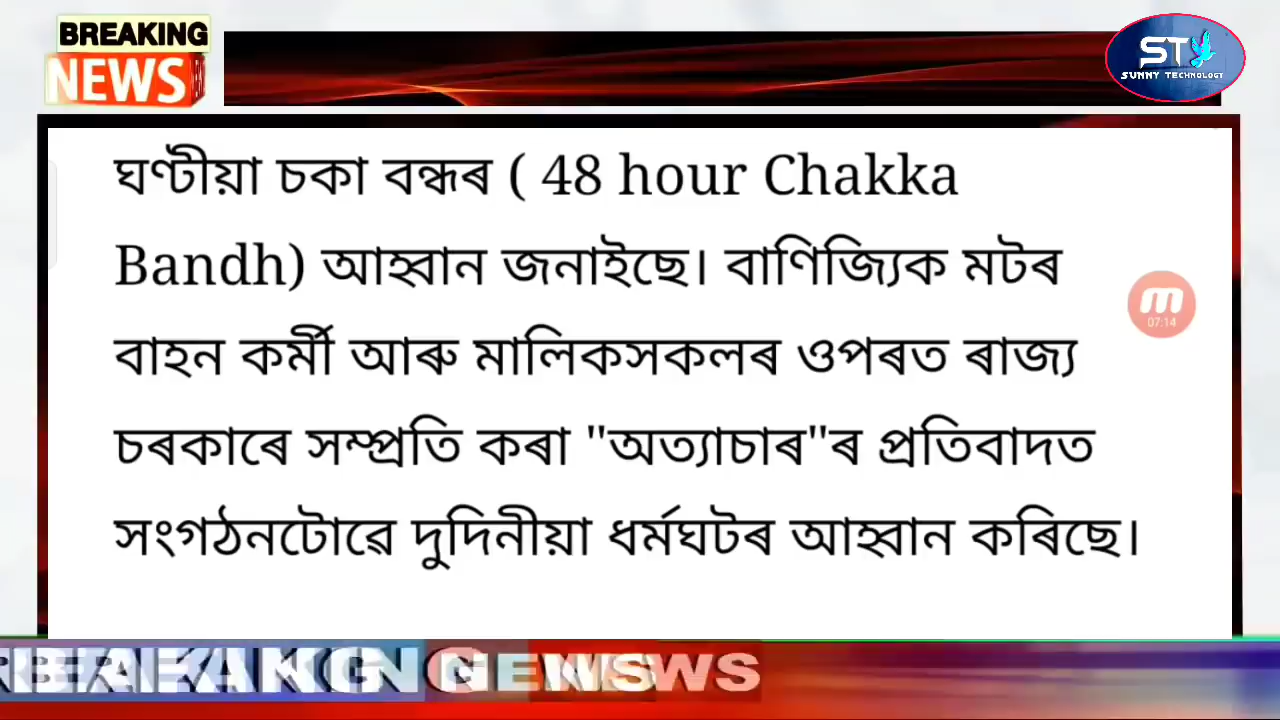 BREAKING
NEWS
ST
SUNNY TECHNOLOGY
ঘণ্টীয়া চকা বন্ধৰ ( 48 hour Chakka
Bandh) আহ্বান জনাইছে। বাণিজ্যিক মটৰ
বাহন কৰ্মী আৰু মালিকসকলৰ ওপৰত ৰাজ্য
চৰকাৰে সম্প্ৰতি কৰা "অত্যাচাৰ"ৰ প্ৰতিবাদত
সংগঠনটোৱে দুদিনীয়া ধৰ্মঘটৰ আহ্বান কৰিছে।
07:14